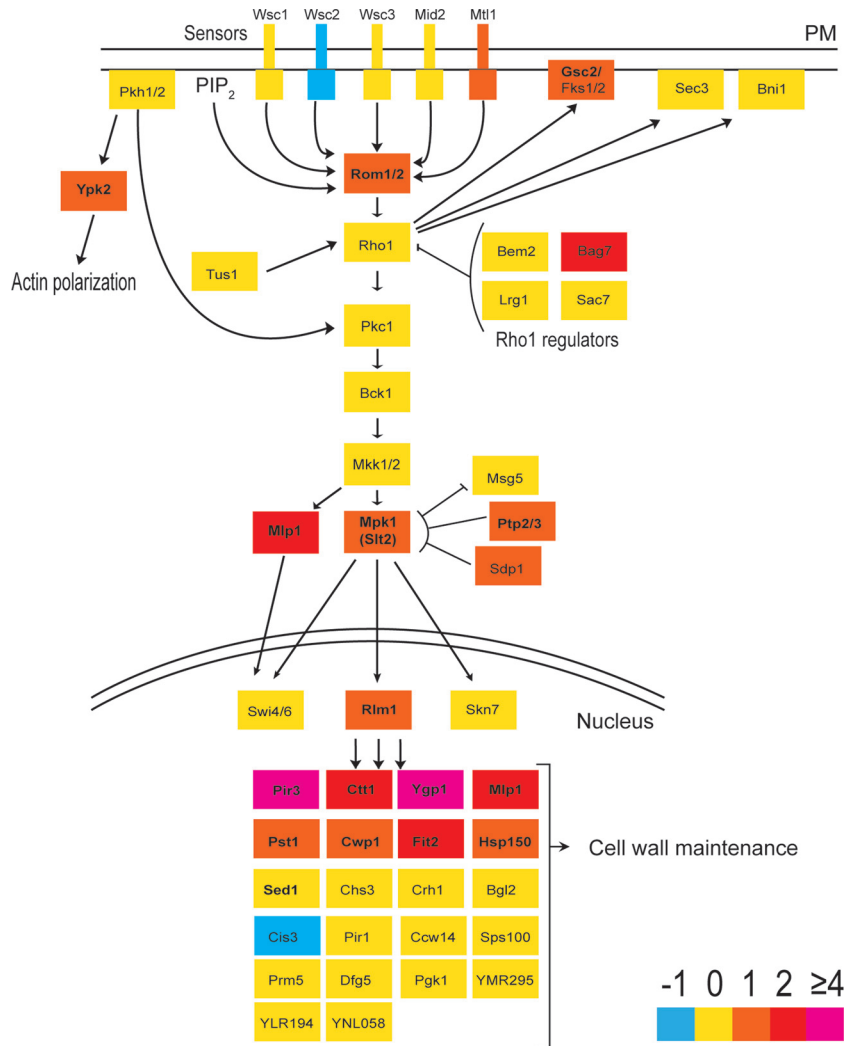 Wsc1 Wsc2 Wsc3 Mid2 Mtl1
Sensors
PM
Pkh1/2
PIP2
Gsc2/
Fks1/2
Sec3
Bni1
Ypk2
Rom1/2
Actin polarization
Tus1
Rho1
Bem2
Bag7
Lrg1
Sac7
Rho1 regulators
Pkc1
Bck1
Mkk1/2
Msg5
Mlp1
Mpk1
(Slt2)
Ptp2/3
Sdp1
Swi4/6
Rlm1
Skn7
Nucleus
Pir3 Ctt1 Ygp1 Mlp1
Pst1 Cwp1 Fit2 Hsp150
Cell wall maintenance
Sed1 Chs3 Crh1 Bgl2
Cis3 Pir1 Ccw14 Sps100
Prm5 Dfg5 Pgk1 YMR295
YLR194 YNL058
-1 0 1 2 ≥4